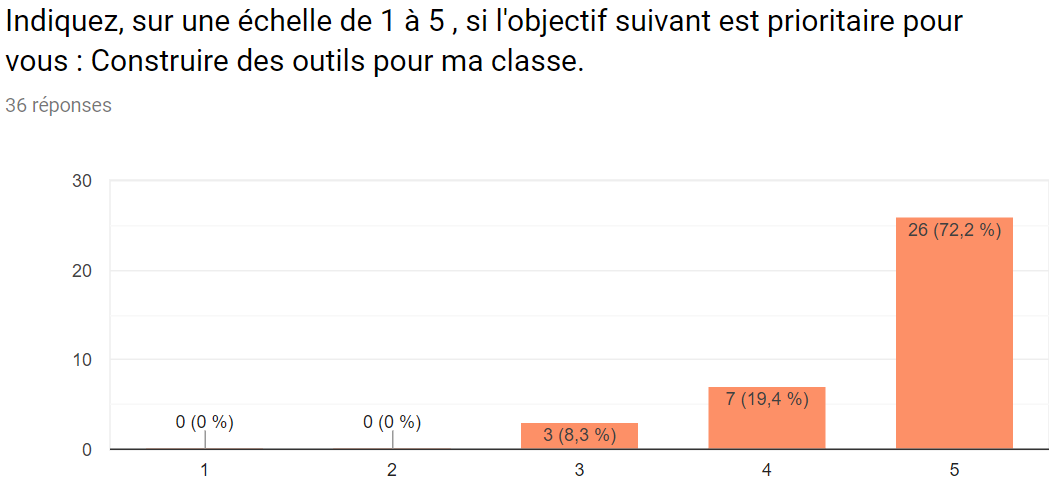 Indiquez, sur une échelle de 1 à 5 , si l'objectif suivant est prioritaire pour
vous : Construire des outils pour ma classe.
36 réponses
30
20
10
0
0 (0 %)
0 (0 %)
3 (8,3 %)
7 (19,4 %)
26 (72,2 %)
1
2
3
4
5